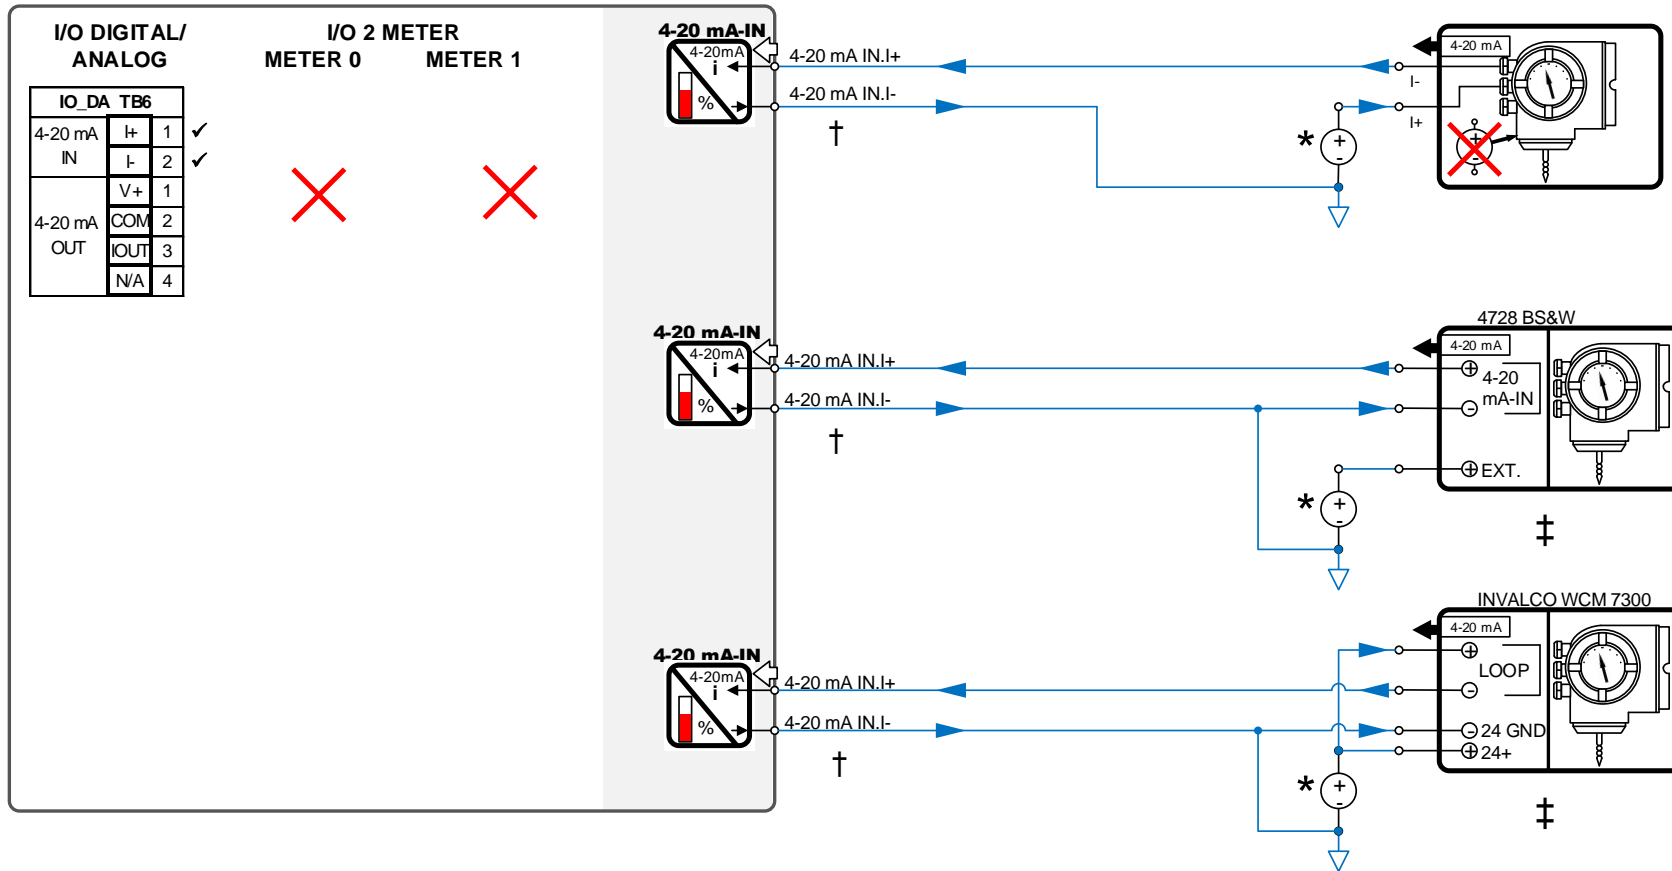 I/O DIGITAL/
ANALOG
I/O 2 METER
METER 0 METER 1
IO_DA TB6
4-20 mA
IN
I+ 1 ✓
I- 2 ✓
4-20 mA
OUT
V+ 1
COM 2
IOUT 3
N/A 4
4-20 mA-IN
4-20mA
i
%
4-20 mA IN.I+
4-20 mA IN.I-
†
*
+
-
I-
I+
4-20 mA
+
-
4-20 mA-IN
4-20mA
i
%
4-20 mA IN.I+
4-20 mA IN.I-
†
*
+
-
4728 BS&W
4-20 mA
+
4-20
mA-IN
-
+ EXT.
‡
4-20 mA-IN
4-20mA
i
%
4-20 mA IN.I+
4-20 mA IN.I-
†
*
+
-
INVALCO WCM 7300
4-20 mA
+
LOOP
-
- 24 GND
+ 24+
‡